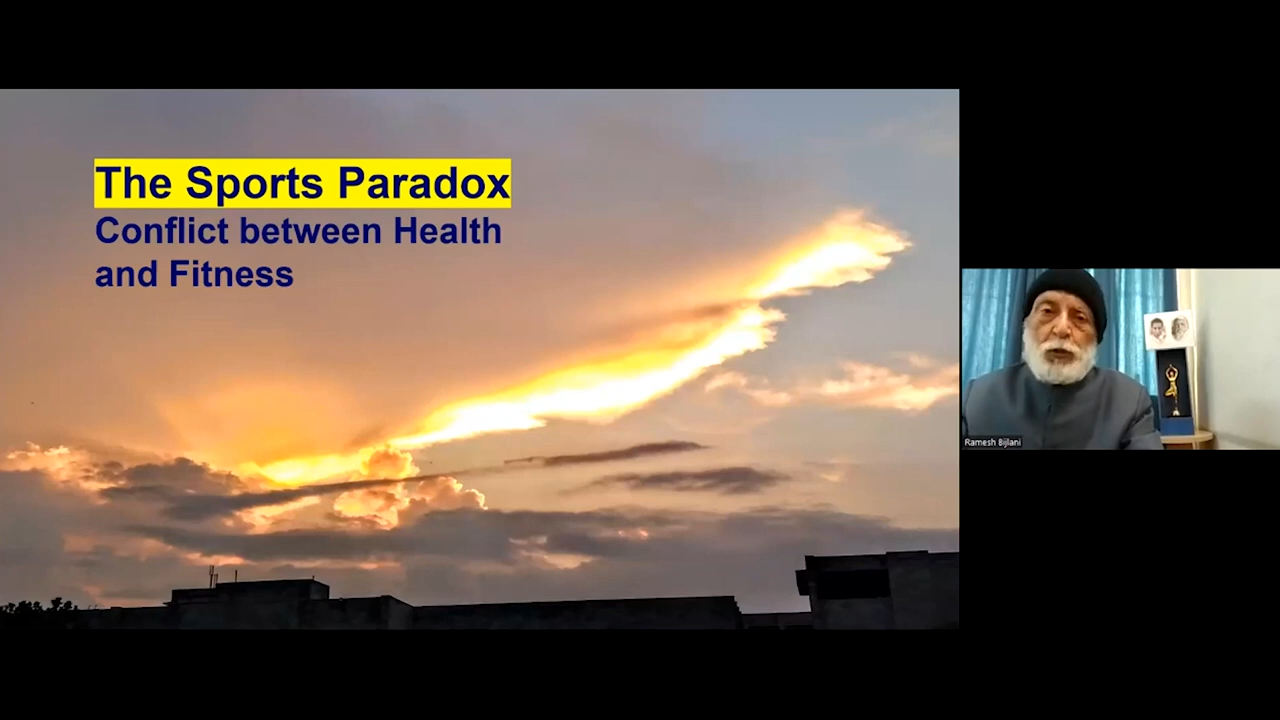 The Sports Paradox
Conflict between Health
and Fitness
Ramesh Bijlani